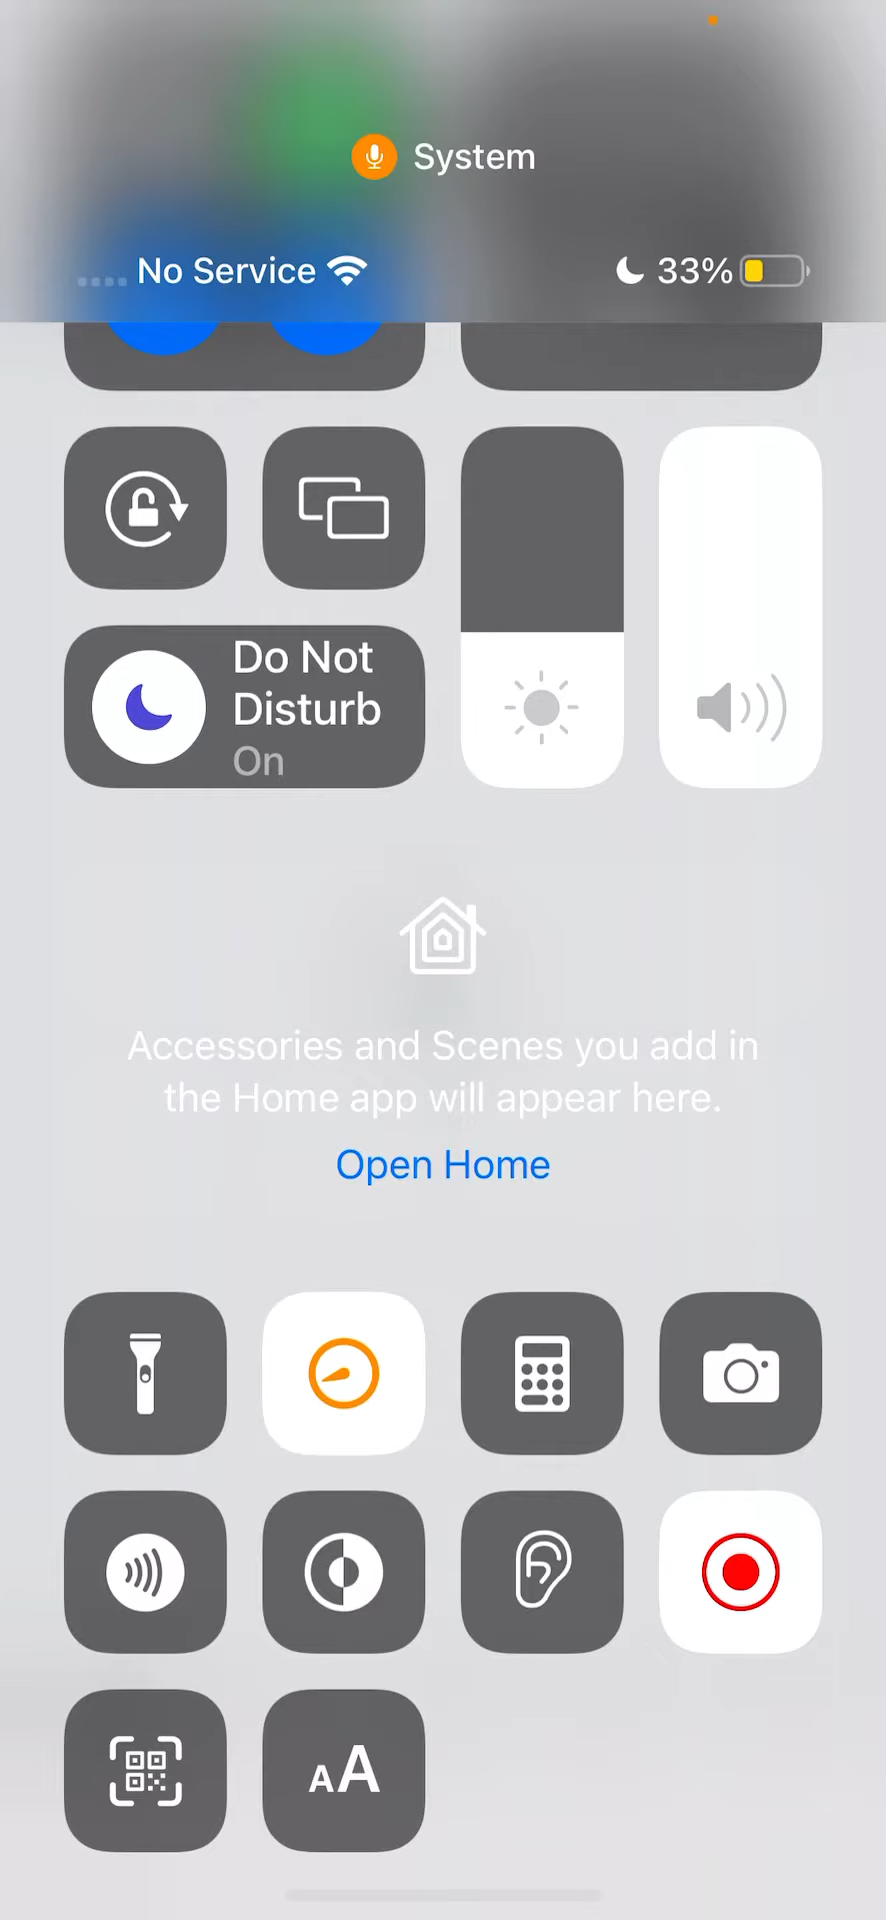 System
No Service
33%
Do Not
Disturb
On
Accessories and Scenes you add in
the Home app will appear here.
Open Home
AA